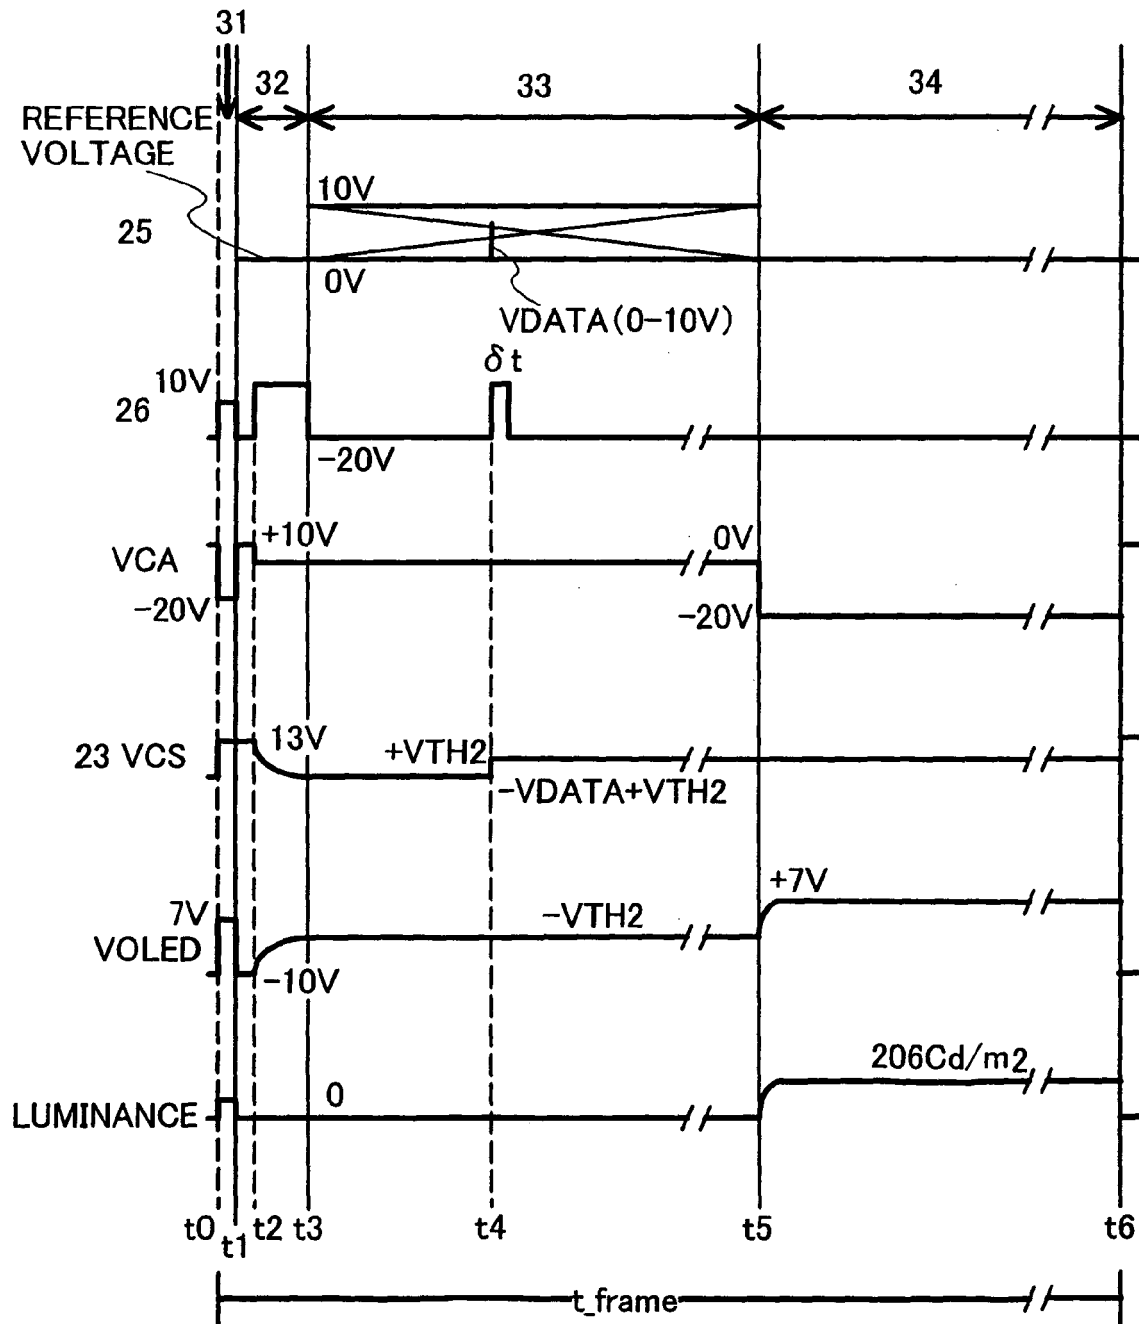 31
32
33
34
REFERENCE
VOLTAGE
10V
25
0V
VDATA(0-10V)
δt
10V
26
-20V
+10V
0V
VCA
-20V
-20V
13V
+VTH2
23 VCS
-VDATA+VTH2
+7V
7V
-VTH2
VOLED
-10V
206Cd/m2
0
LUMINANCE
t0
t1
t2
t3
t4
t5
t6
t_frame